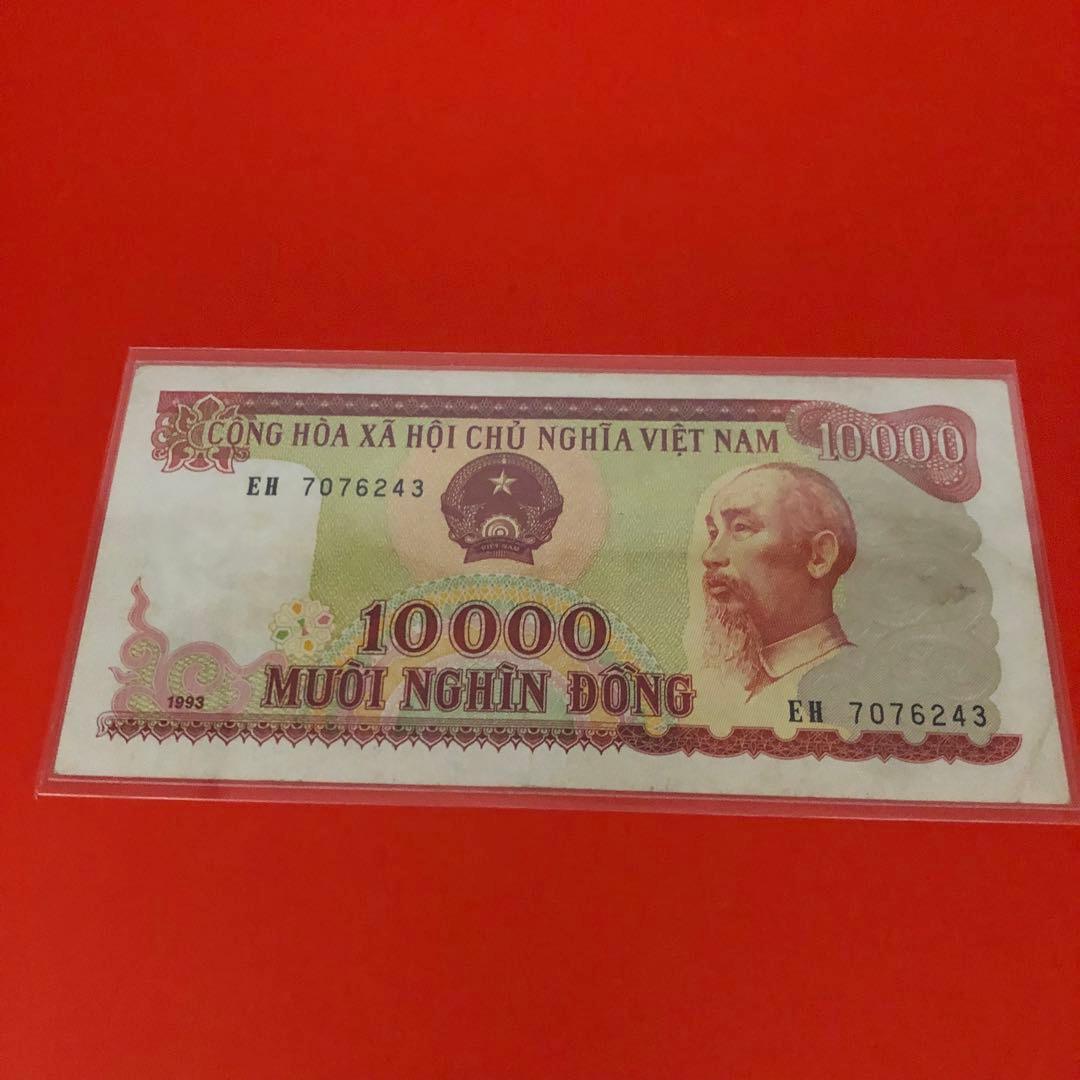 CỘNG HÒA XÃ HỘI CHỦ NGHĨA VIỆT NAM
10000
EH 7076243
VIỆT NAM
10000
MƯỜI NGHÌN ĐỒNG
1993
EH 7076243